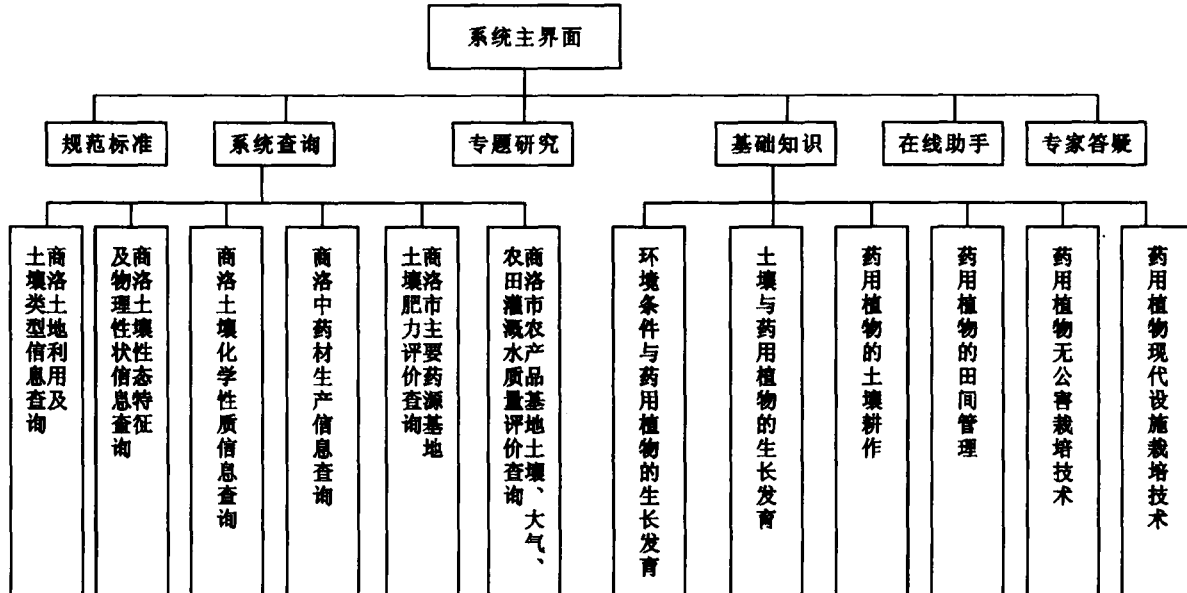 系统主界面
规范标准
系统查询
专题研究
基础知识
在线助手
专家答疑
商洛土地利用及
土壤类型信息查询
商洛土壤性态特征
及物理性状信息查询
商洛土壤化学性质信息查询
商洛中药材生产信息查询
商洛市主要药源基地
土壤肥力评价查询
商洛市农产品基地土壤、大气、
农田灌溉水质量评价查询
环境条件与药用植物的生长发育
土壤与药用植物的生长发育
药用植物的土壤耕作
药用植物的田间管理
药用植物无公害栽培技术
药用植物现代设施栽培技术